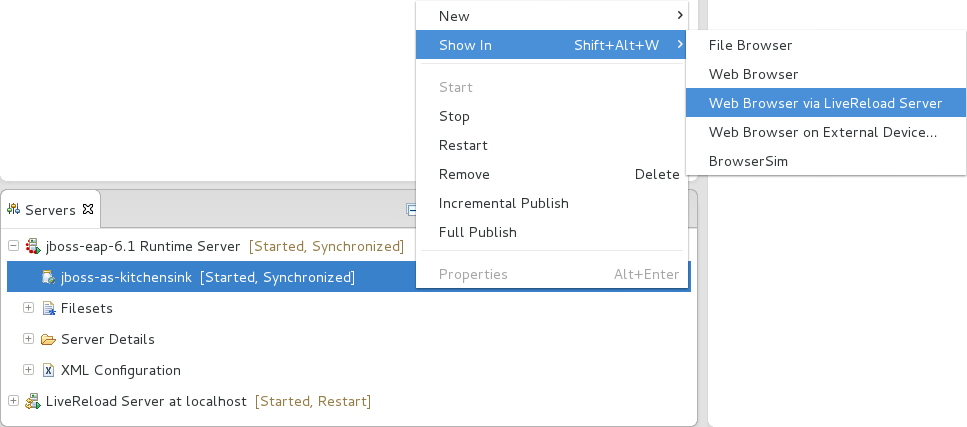 New
Show In Shift+Alt+W
Start
Stop
Restart
Remove Delete
Incremental Publish
Full Publish
Properties Alt+Enter
File Browser
Web Browser
Web Browser via LiveReload Server
Web Browser on External Device...
BrowserSim
Servers
jboss-eap-6.1 Runtime Server [Started, Synchronized]
jboss-as-kitchensink [Started, Synchronized]
Filesets
Server Details
XML Configuration
LiveReload Server at localhost [Started, Restart]